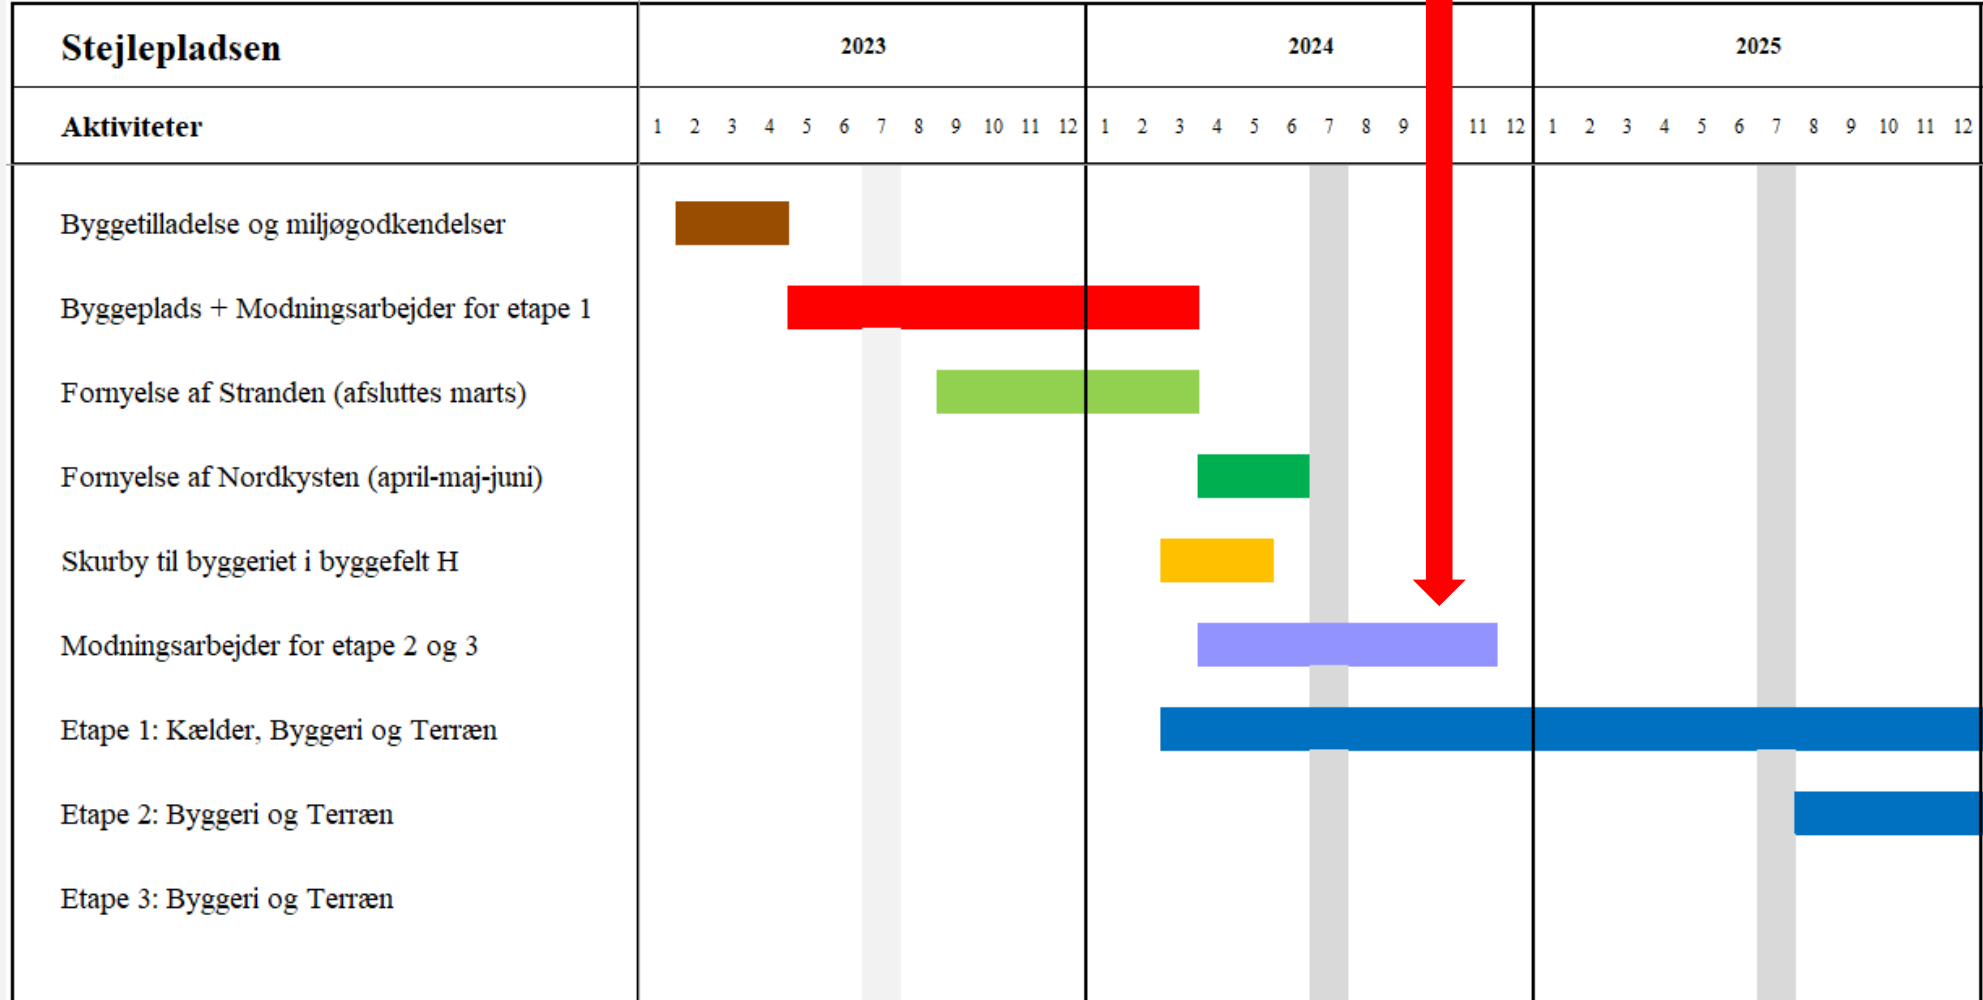 Stejlepladsen 2023 2024 2025
Aktiviteter 1 2 3 4 5 6 7 8 9 10 11 12 1 2 3 4 5 6 7 8 9 11 12 1 2 3 4 5 6 7 8 9 10 11 12
Byggetilladelse og miljøgodkendelser
Byggeplads + Modningsarbejder for etape 1
Fornyelse af Stranden (afsluttes marts)
Fornyelse af Nordkysten (april-maj-juni)
Skurby til byggeriet i byggefelt H
Modningsarbejder for etape 2 og 3
Etape 1: Kælder, Byggeri og Terræn
Etape 2: Byggeri og Terræn
Etape 3: Byggeri og Terræn